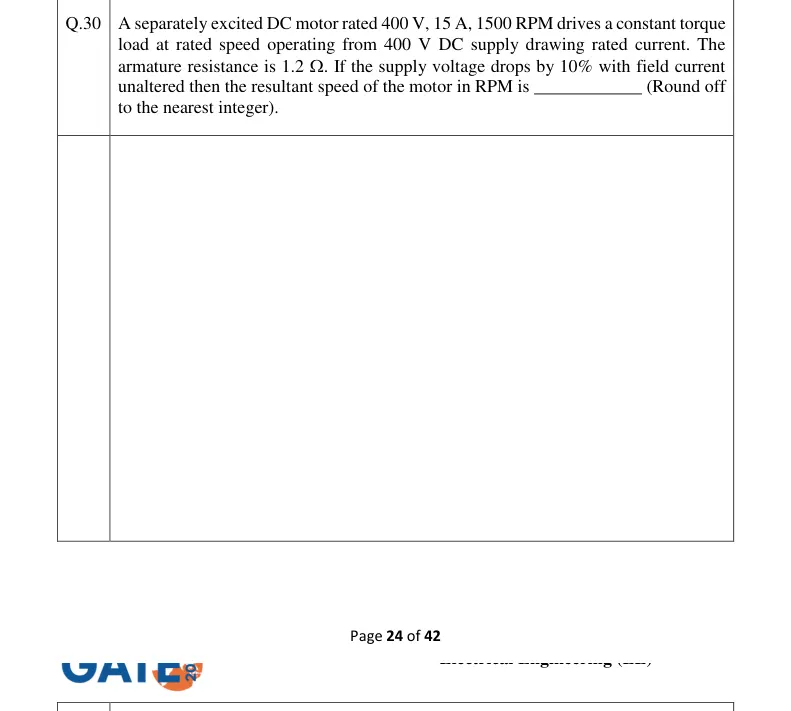 Q.30 A separately excited DC motor rated 400 V, 15 A, 1500 RPM drives a constant torque
load at rated speed operating from 400 V DC supply drawing rated current. The
armature resistance is 1.2 Ω. If the supply voltage drops by 10% with field current
unaltered then the resultant speed of the motor in RPM is ____________ (Round off
to the nearest integer).
Page 24 of 42
GATE 20